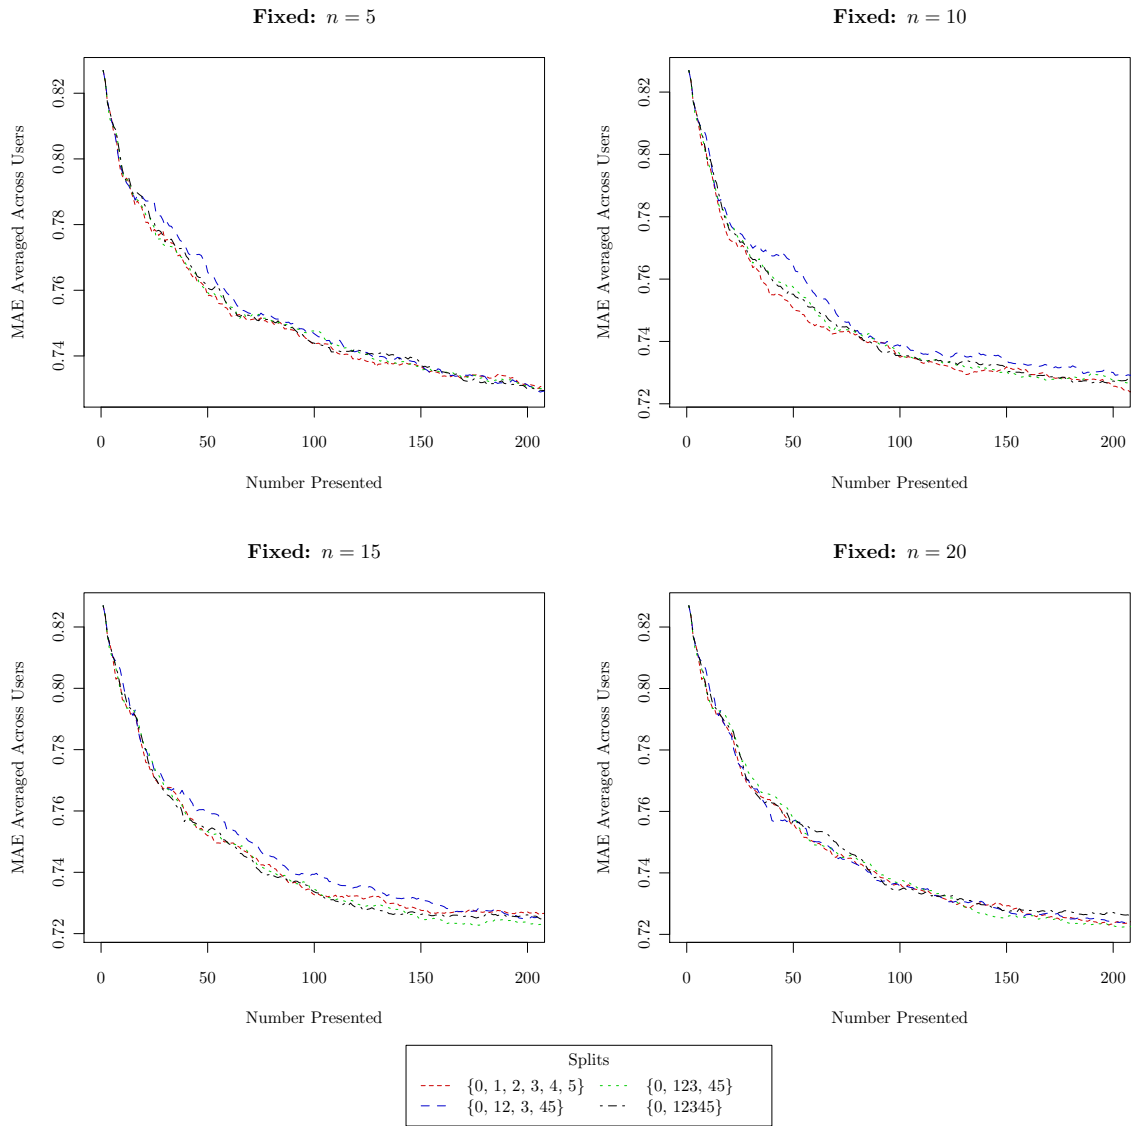 Fixed: n = 5
Fixed: n = 10
MAE Averaged Across Users
0.82
0.80
0.78
0.76
0.74
0 50 100 150 200
Number Presented
MAE Averaged Across Users
0.82
0.80
0.78
0.76
0.74
0.72
0 50 100 150 200
Number Presented
Fixed: n = 15
Fixed: n = 20
MAE Averaged Across Users
0.82
0.80
0.78
0.76
0.74
0.72
0 50 100 150 200
Number Presented
MAE Averaged Across Users
0.82
0.80
0.78
0.76
0.74
0.72
0 50 100 150 200
Number Presented
Splits
{0, 1, 2, 3, 4, 5} {0, 123, 45}
{0, 12, 3, 45} {0, 12345}